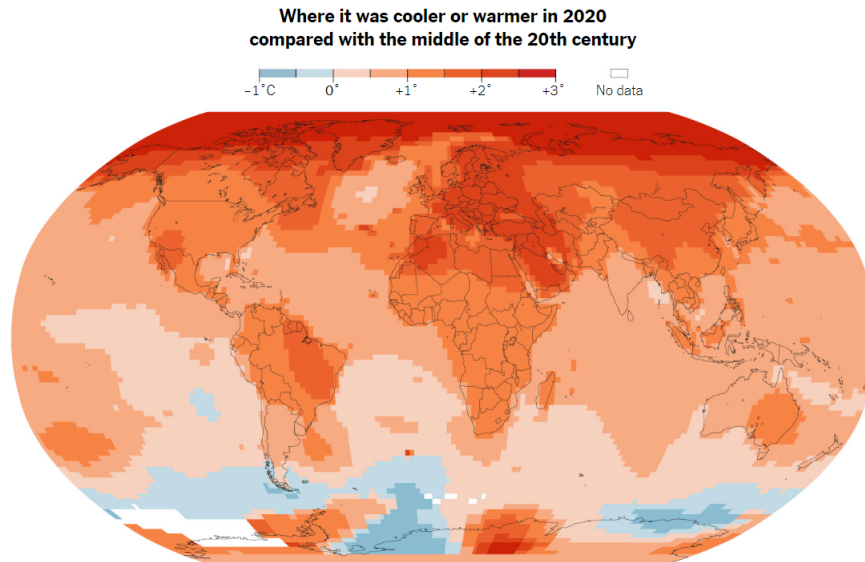 Where it was cooler or warmer in 2020
compared with the middle of the 20th century
–1°C 0° +1° +2° +3° No data